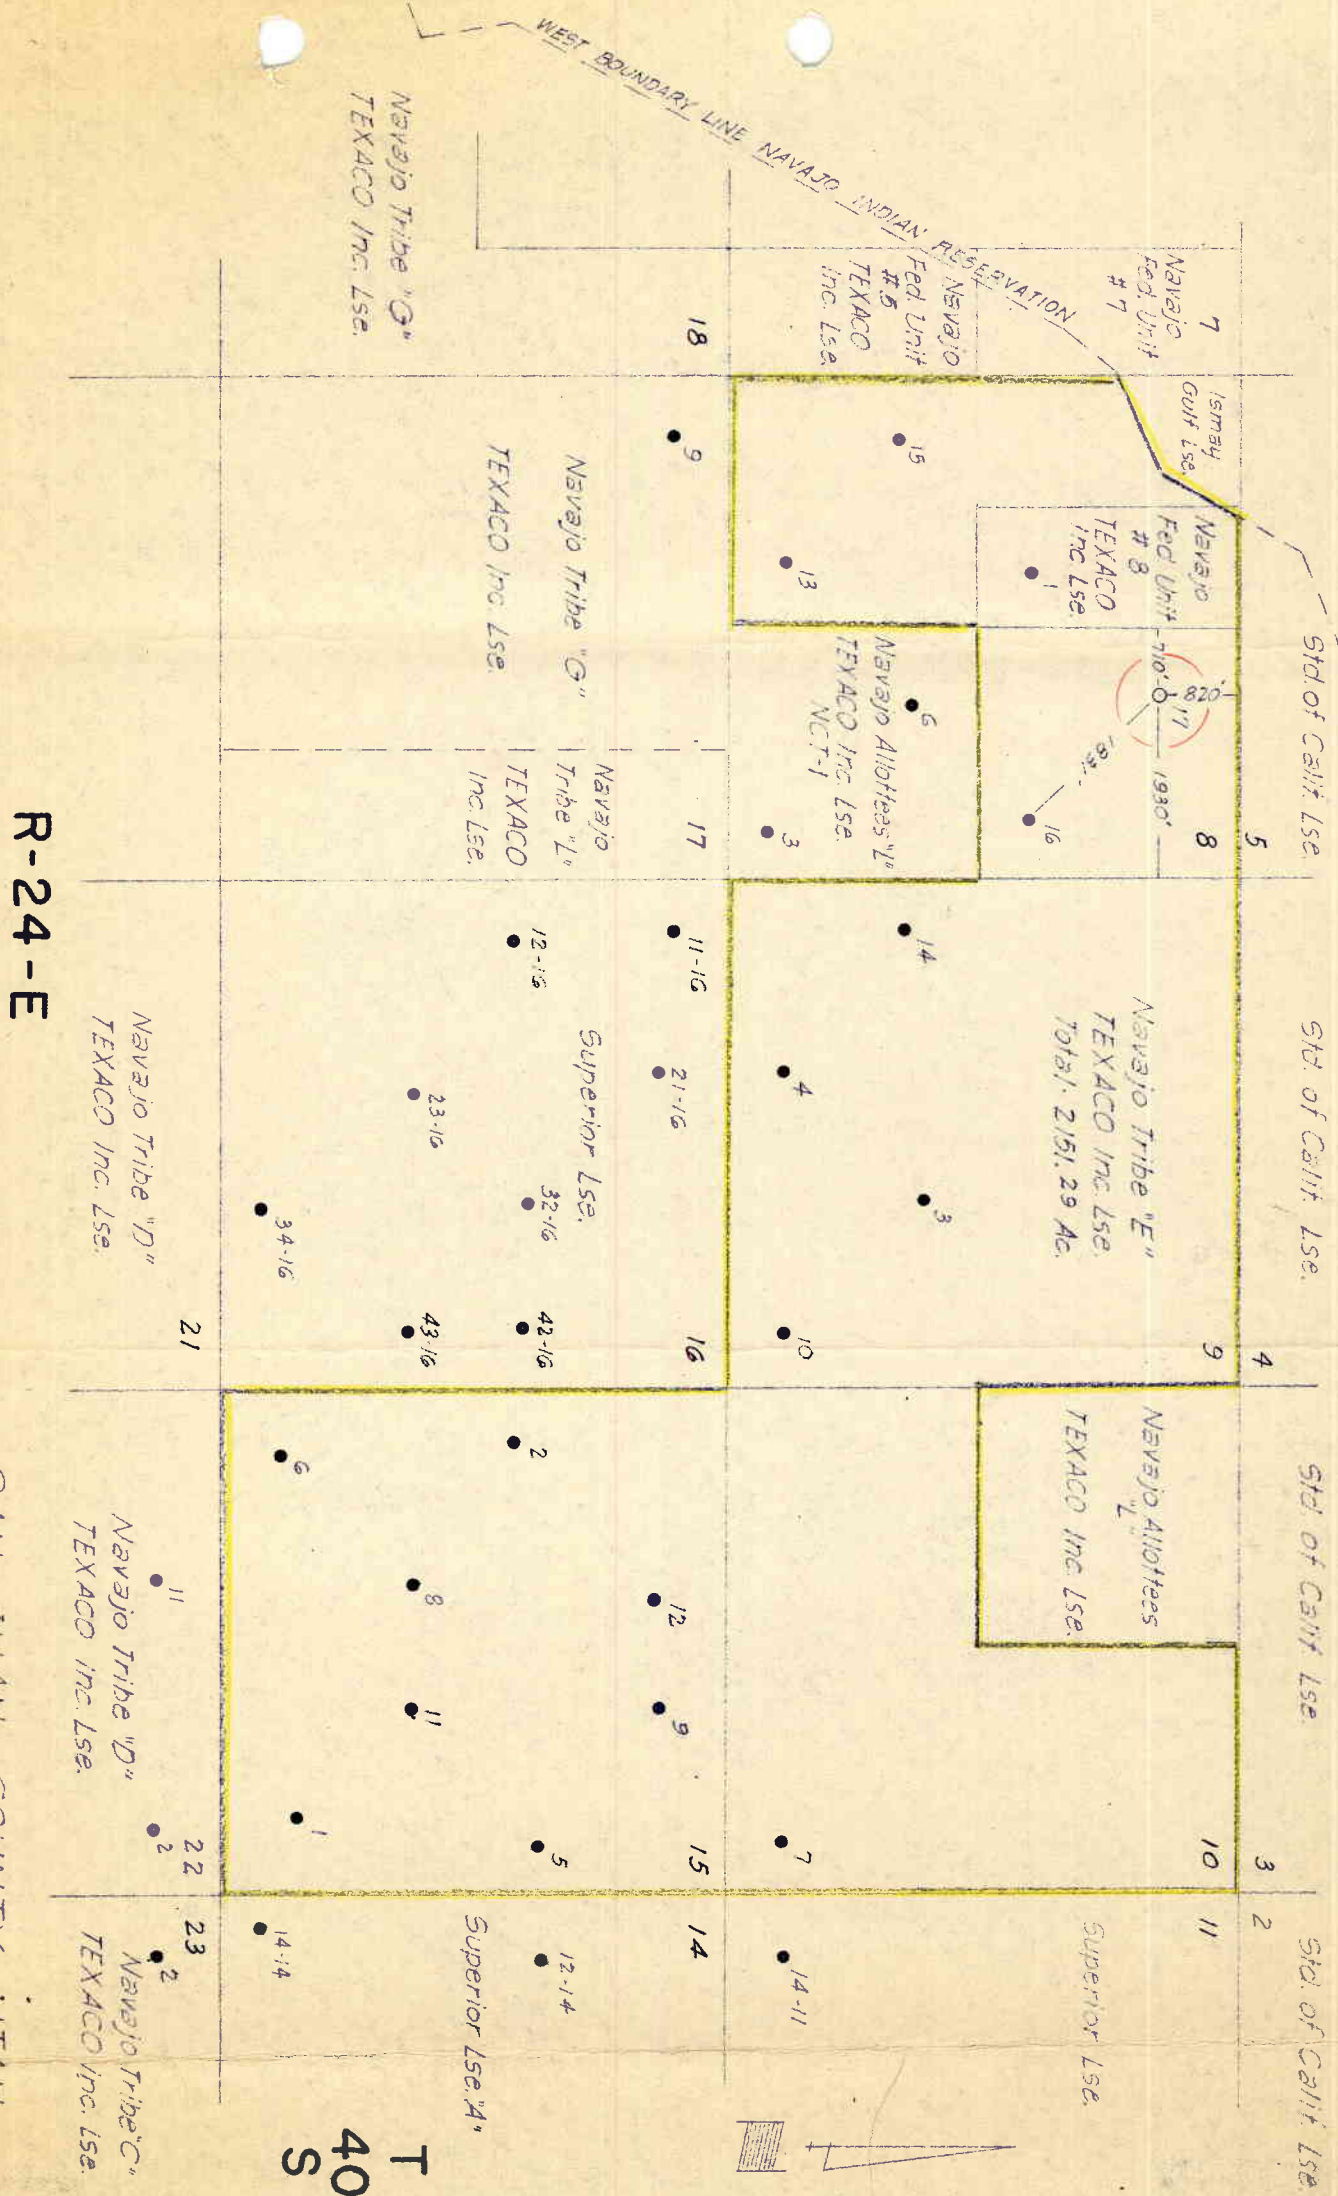 Std. of Calif. Lse.
Std. of Calif. Lse.
Std. of Calif. Lse.
Std. of Calif. Lse.
5
4
3
2
WEST BOUNDARY LINE NAVAJO INDIAN RESERVATION
7
Navajo
Fed. Unit
#7
Ismay
Gulf Lse.
Navajo
Fed. Unit
#8
TEXACO
Inc. Lse.
1
710'
820'
17
1930'
16
8
Navajo
Fed. Unit
#5
TEXACO
Inc. Lse.
15
13
Navajo Allottees "L"
TEXACO Inc. Lse.
NCT-1
6
3
Navajo Tribe "E"
TEXACO Inc. Lse.
Total 2151.29 Ac.
9
14
4
3
10
Navajo Allottees
"L"
TEXACO Inc. Lse.
10
7
11
Superior Lse.
14-11
18
Navajo Tribe "G"
TEXACO Inc. Lse.
9
Navajo Tribe "G"
TEXACO Inc. Lse.
17
Navajo
Tribe "L"
TEXACO
Inc. Lse.
16
11-16
21-16
12-16
Superior Lse.
32-16
42-16
23-16
43-16
34-16
15
12
9
2
5
8
11
6
1
14
12-14
Superior Lse. "A"
14-14
T
40
S
21
Navajo Tribe "D"
TEXACO Inc. Lse.
22
11
2
Navajo Tribe "D"
TEXACO Inc. Lse.
23
2
Navajo Tribe "C"
TEXACO Inc. Lse.
R-24-E